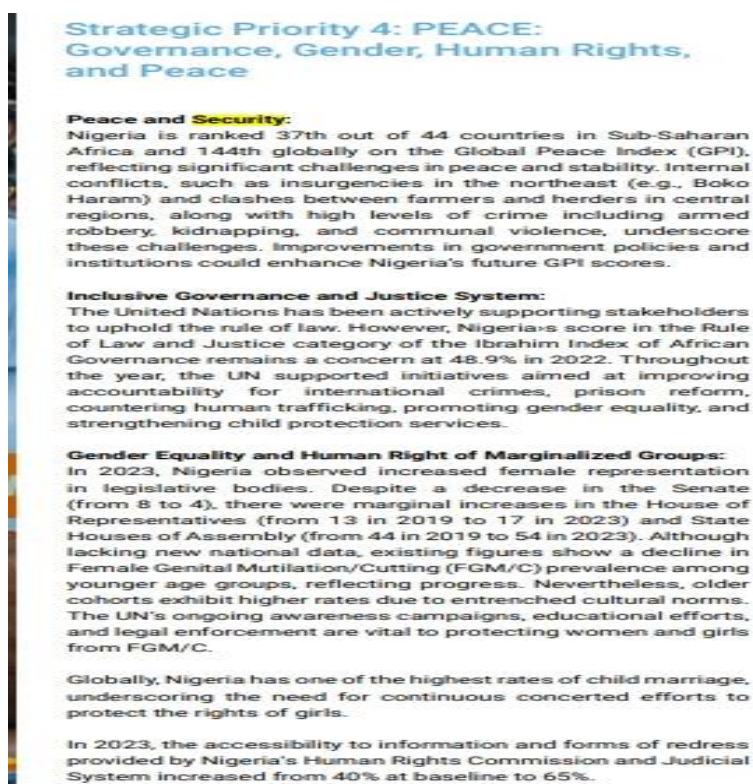 Strategic Priority 4: PEACE:
Governance, Gender, Human Rights,
and Peace
Peace and Security:
Nigeria is ranked 37th out of 44 countries in Sub-Saharan
Africa and 144th globally on the Global Peace Index (GPI),
reflecting significant challenges in peace and stability. Internal
conflicts, such as insurgencies in the northeast (e.g., Boko
Haram) and clashes between farmers and herders in central
regions, along with high levels of crime including armed
robbery, kidnapping, and communal violence, underscore
these challenges. Improvements in government policies and
institutions could enhance Nigeria's future GPI scores.
Inclusive Governance and Justice System:
The United Nations has been actively supporting stakeholders
to uphold the rule of law. However, Nigeria›s score in the Rule
of Law and Justice category of the Ibrahim Index of African
Governance remains a concern at 48.9% in 2022. Throughout
the year, the UN supported initiatives aimed at improving
accountability for international crimes, prison reform,
countering human trafficking, promoting gender equality, and
strengthening child protection services.
Gender Equality and Human Right of Marginalized Groups:
In 2023, Nigeria observed increased female representation
in legislative bodies. Despite a decrease in the Senate
(from 8 to 4), there were marginal increases in the House of
Representatives (from 13 in 2019 to 17 in 2023) and State
Houses of Assembly (from 44 in 2019 to 54 in 2023). Although
lacking new national data, existing figures show a decline in
Female Genital Mutilation/Cutting (FGM/C) prevalence among
younger age groups, reflecting progress. Nevertheless, older
cohorts exhibit higher rates due to entrenched cultural norms.
The UN's ongoing awareness campaigns, educational efforts,
and legal enforcement are vital to protecting women and girls
from FGM/C.
Globally, Nigeria has one of the highest rates of child marriage,
underscoring the need for continuous concerted efforts to
protect the rights of girls.
In 2023, the accessibility to information and forms of redress
provided by Nigeria's Human Rights Commission and Judicial
System increased from 40% at baseline to 65%.